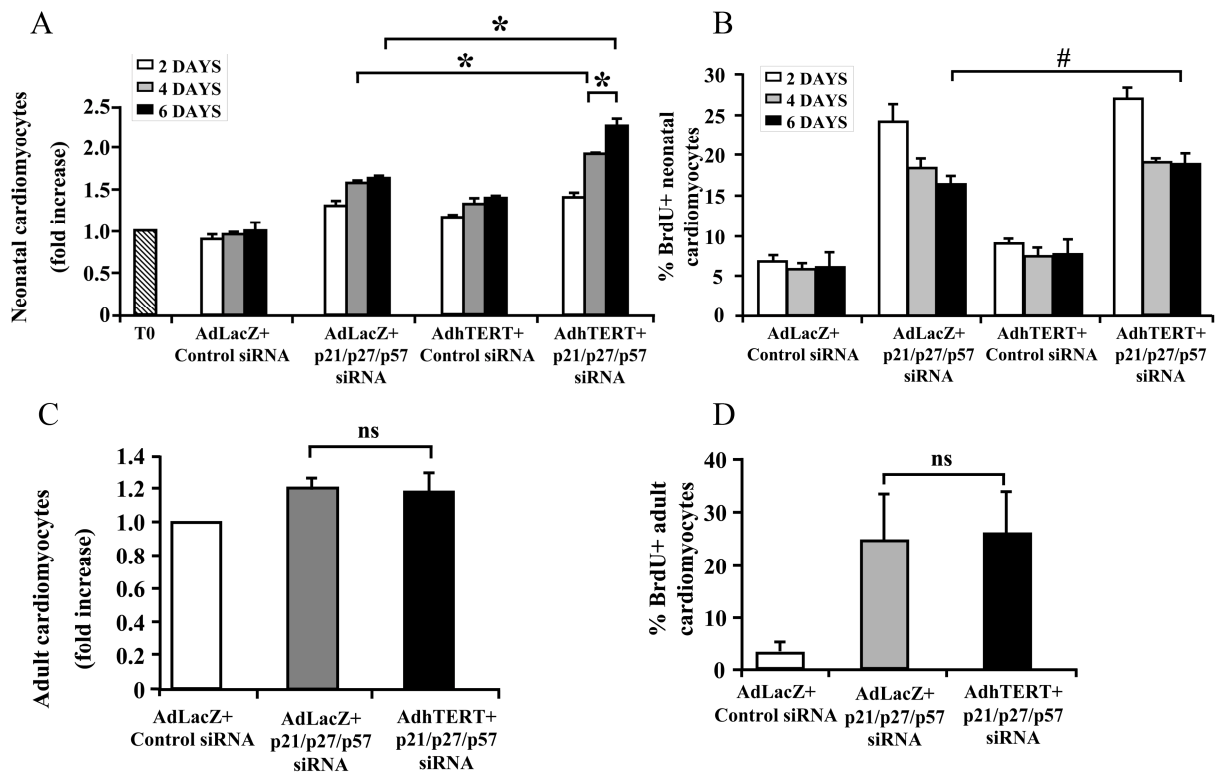 A
*
*
*
2 DAYS
4 DAYS
6 DAYS
Neonatal cardiomyocytes
(fold increase)
2.5
2.0
1.5
1.0
0.5
0
T0
AdLacZ+
Control siRNA
AdLacZ+
p21/p27/p57
siRNA
AdhTERT+
Control siRNA
AdhTERT+
p21/p27/p57
siRNA
B
#
2 DAYS
4 DAYS
6 DAYS
% BrdU+ neonatal
cardiomyocytes
30
25
20
15
10
5
0
AdLacZ+
Control siRNA
AdLacZ+
p21/p27/p57
siRNA
AdhTERT+
Control siRNA
AdhTERT+
p21/p27/p57
siRNA
C
ns
Adult cardiomyocytes
(fold increase)
1.4
1.2
1.0
0.8
0.6
0.4
0.2
0
AdLacZ+
Control siRNA
AdLacZ+
p21/p27/p57
siRNA
AdhTERT+
p21/p27/p57
siRNA
D
ns
% BrdU+ adult
cardiomyocytes
40
30
20
10
0
AdLacZ+
Control siRNA
AdLacZ+
p21/p27/p57
siRNA
AdhTERT+
p21/p27/p57
siRNA